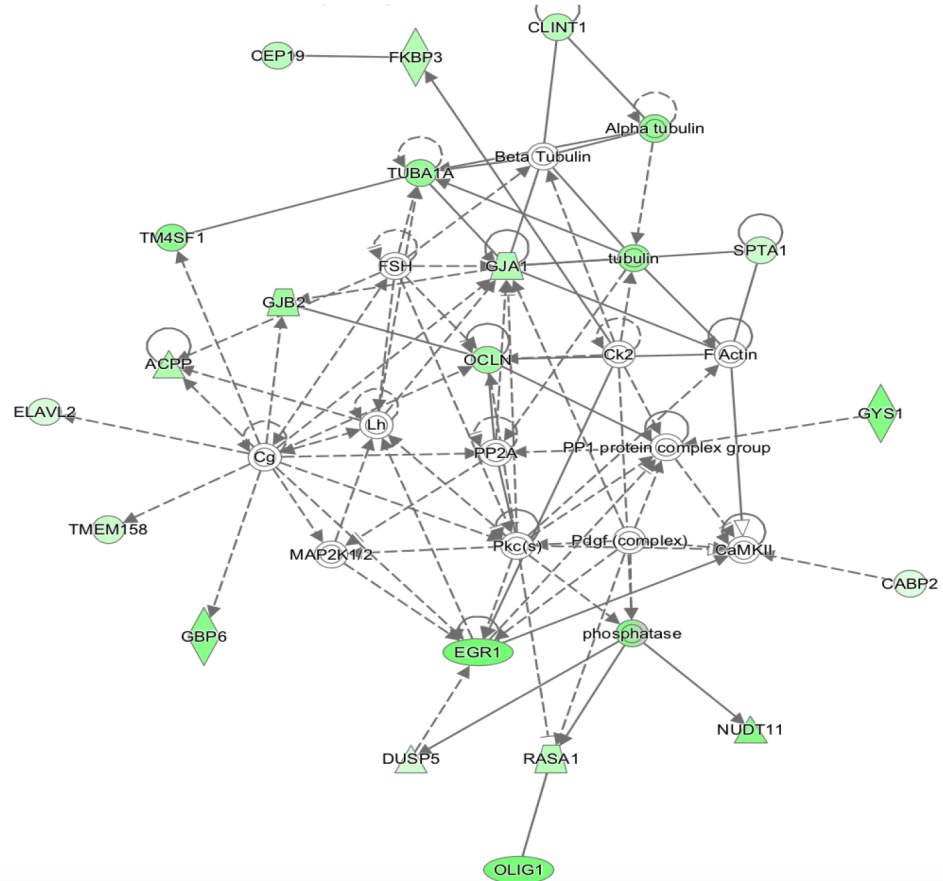 CLINT1
CEP19
FKBP3
Alpha tubulin
Beta Tubulin
TUBA1A
TM4SF1
SPTA1
tubulin
FSH
GJA1
GJB2
ACPP
OCLN
Ck2
F Actin
ELAVL2
GYS1
Lh
Cg
PP2A
PP1 protein complex group
TMEM158
MAP2K1/2
Pkc(s)
Pdgf (complex)
CaMKII
CABP2
GBP6
EGR1
phosphatase
NUDT11
DUSP5
RASA1
OLIG1